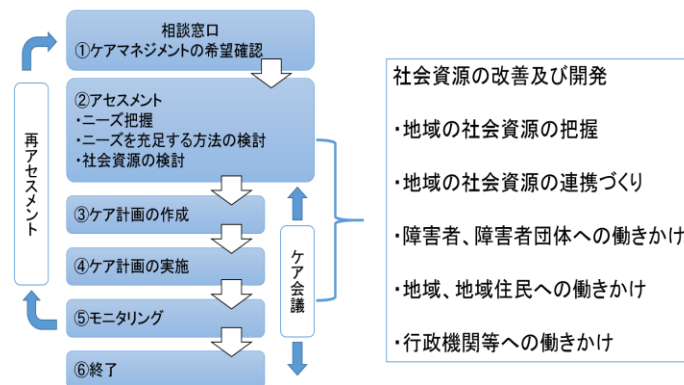 相談窓口
①ケアマネジメントの希望確認
②アセスメント
・ニーズ把握
・ニーズを充足する方法の検討
・社会資源の検討
③ケア計画の作成
④ケア計画の実施
⑤モニタリング
⑥終了
再アセスメント
ケア会議
社会資源の改善及び開発
・地域の社会資源の把握
・地域の社会資源の連携づくり
・障害者、障害者団体への働きかけ
・地域、地域住民への働きかけ
・行政機関等への働きかけ